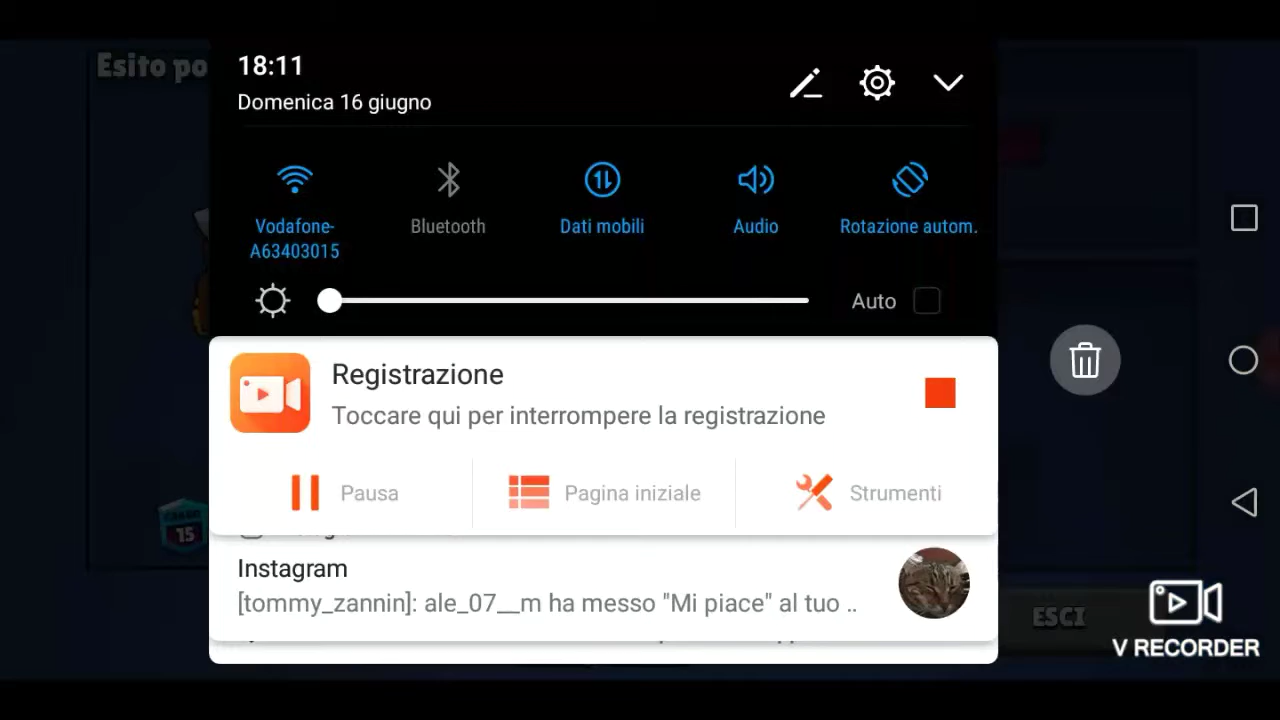 Esito po
18:11
Domenica 16 giugno
Vodafone-
A63403015
Bluetooth
Dati mobili
Audio
Rotazione autom.
Auto
Registrazione
Toccare qui per interrompere la registrazione
Pausa
Pagina iniziale
Strumenti
15
Instagram
[tommy_zannin]: ale_07__m ha messo "Mi piace" al tuo ..
ESCI
V RECORDER